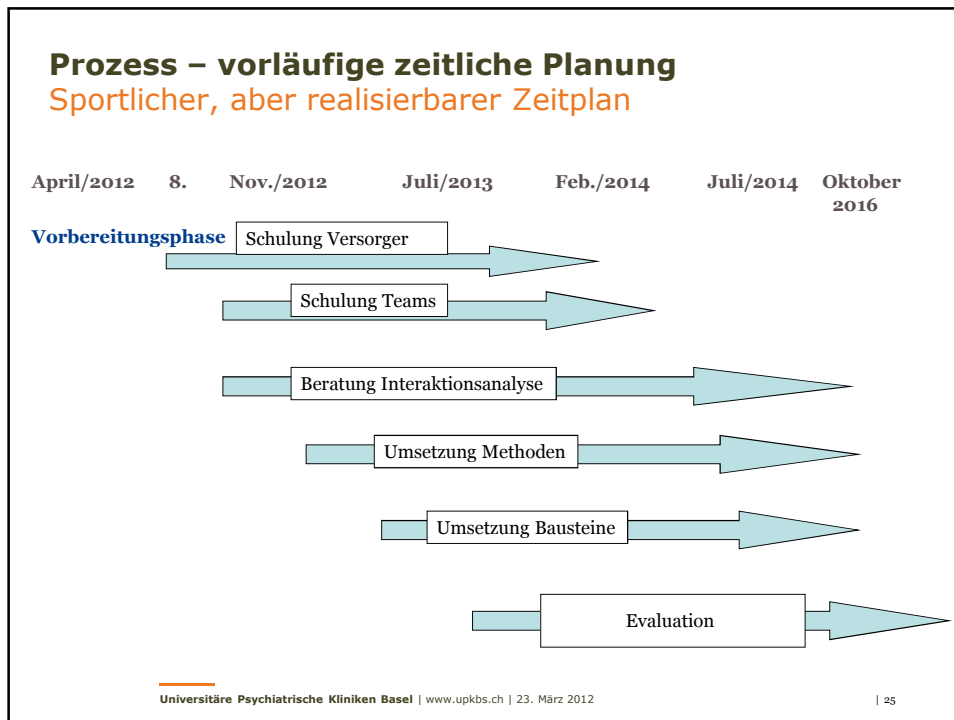 Prozess – vorläufige zeitliche Planung
Sportlicher, aber realisierbarer Zeitplan
April/2012 8. Nov./2012 Juli/2013 Feb./2014 Juli/2014 Oktober
2016
Vorbereitungsphase
Schulung Versorger
Schulung Teams
Beratung Interaktionsanalyse
Umsetzung Methoden
Umsetzung Bausteine
Evaluation
Universitäre Psychiatrische Kliniken Basel | www.upkbs.ch | 23. März 2012 | 25